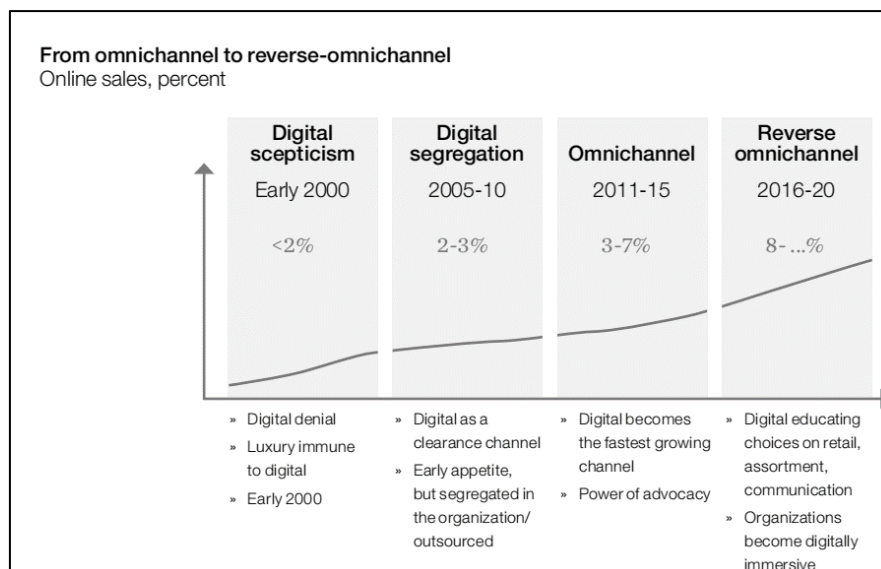 From omnichannel to reverse-omnichannel
Online sales, percent
Digital
scepticism
Early 2000
<2%
Digital
segregation
2005-10
2-3%
Omnichannel
2011-15
3-7%
Reverse
omnichannel
2016-20
8- ...%
» Digital denial
» Luxury immune
to digital
» Early 2000
» Digital as a
clearance channel
» Early appetite,
but segregated in
the organization/
outsourced
» Digital becomes
the fastest growing
channel
» Power of advocacy
» Digital educating
choices on retail,
assortment,
communication
» Organizations
become digitally
immersive